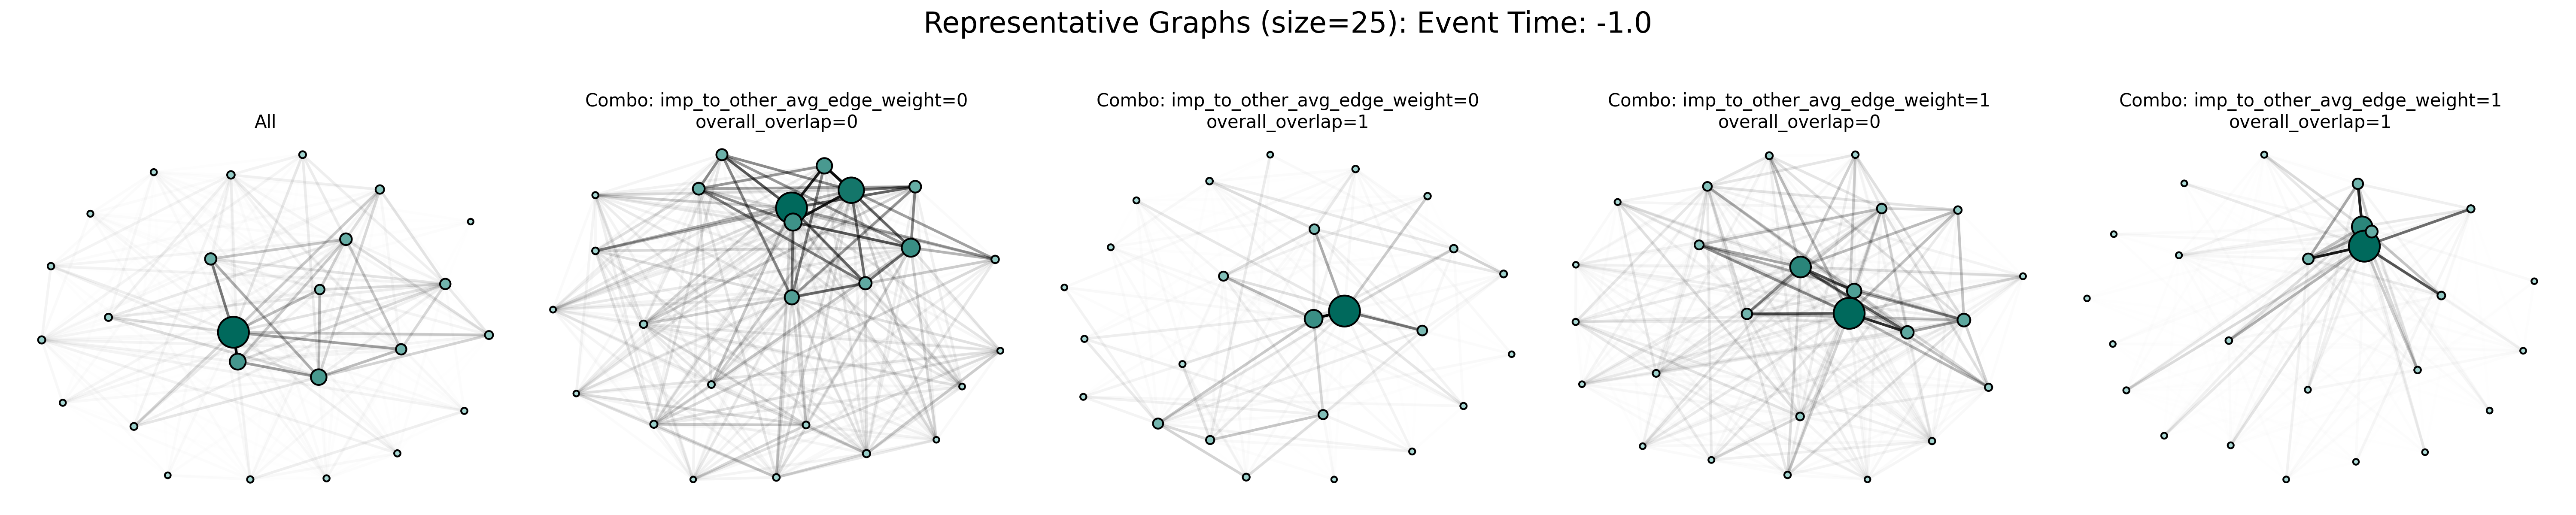 Representative Graphs (size=25): Event Time: -1.0
All
Combo: imp_to_other_avg_edge_weight=0
overall_overlap=0
Combo: imp_to_other_avg_edge_weight=0
overall_overlap=1
Combo: imp_to_other_avg_edge_weight=1
overall_overlap=0
Combo: imp_to_other_avg_edge_weight=1
overall_overlap=1